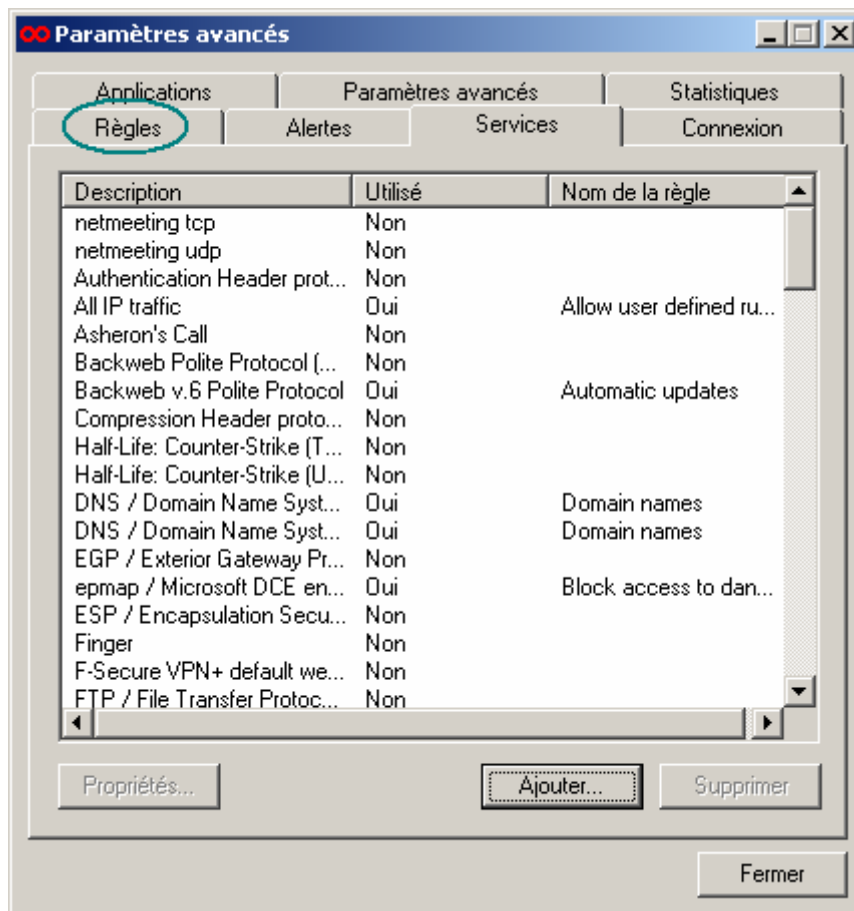 Paramètres avancés
Applications Paramètres avancés Statistiques
Règles Alertes Services Connexion
Description Utilisé Nom de la règle
netmeeting tcp Non
netmeeting udp Non
Authentication Header prot... Non
All IP traffic Oui Allow user defined ru...
Asheron's Call Non
Backweb Polite Protocol (... Non
Backweb v.6 Polite Protocol Oui Automatic updates
Compression Header proto... Non
Half-Life: Counter-Strike (T... Non
Half-Life: Counter-Strike (U... Non
DNS / Domain Name Syst... Oui Domain names
DNS / Domain Name Syst... Oui Domain names
EGP / Exterior Gateway Pr... Non
epmap / Microsoft DCE en... Oui Block access to dan...
ESP / Encapsulation Secu... Non
Finger Non
F-Secure VPN+ default we... Non
FTP / File Transfer Protoc... Non
Propriétés... Ajouter... Supprimer
Fermer